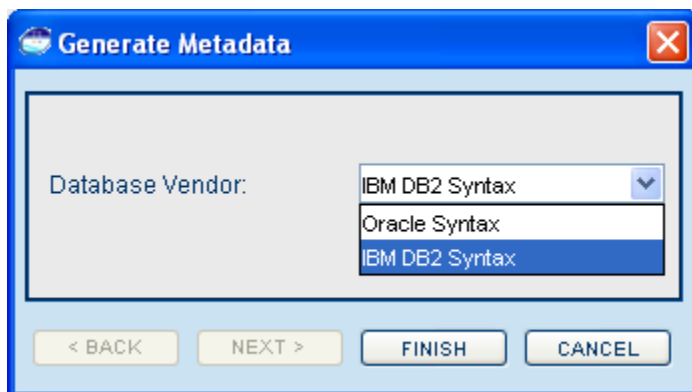 Generate Metadata
Database Vendor: IBM DB2 Syntax
Oracle Syntax
IBM DB2 Syntax
< BACK NEXT > FINISH CANCEL